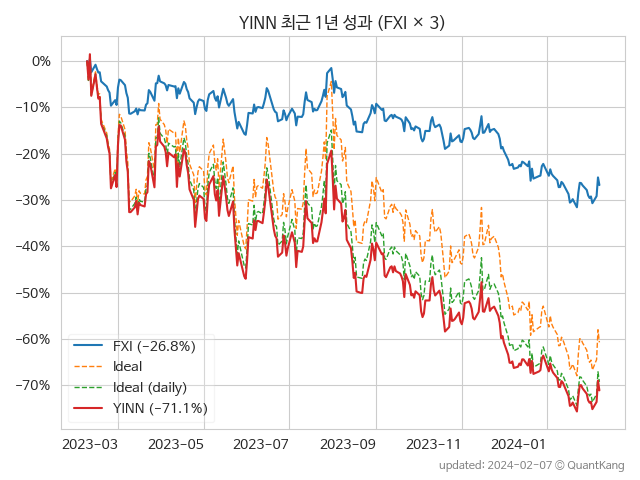 YINN 최근 1년 성과 (FXI × 3)
0%
−10%
−20%
−30%
−40%
−50%
−60%
−70%
FXI (−26.8%)
Ideal
Ideal (daily)
YINN (−71.1%)
2023-03 2023-05 2023-07 2023-09 2023-11 2024-01
updated: 2024-02-07 © QuantKang